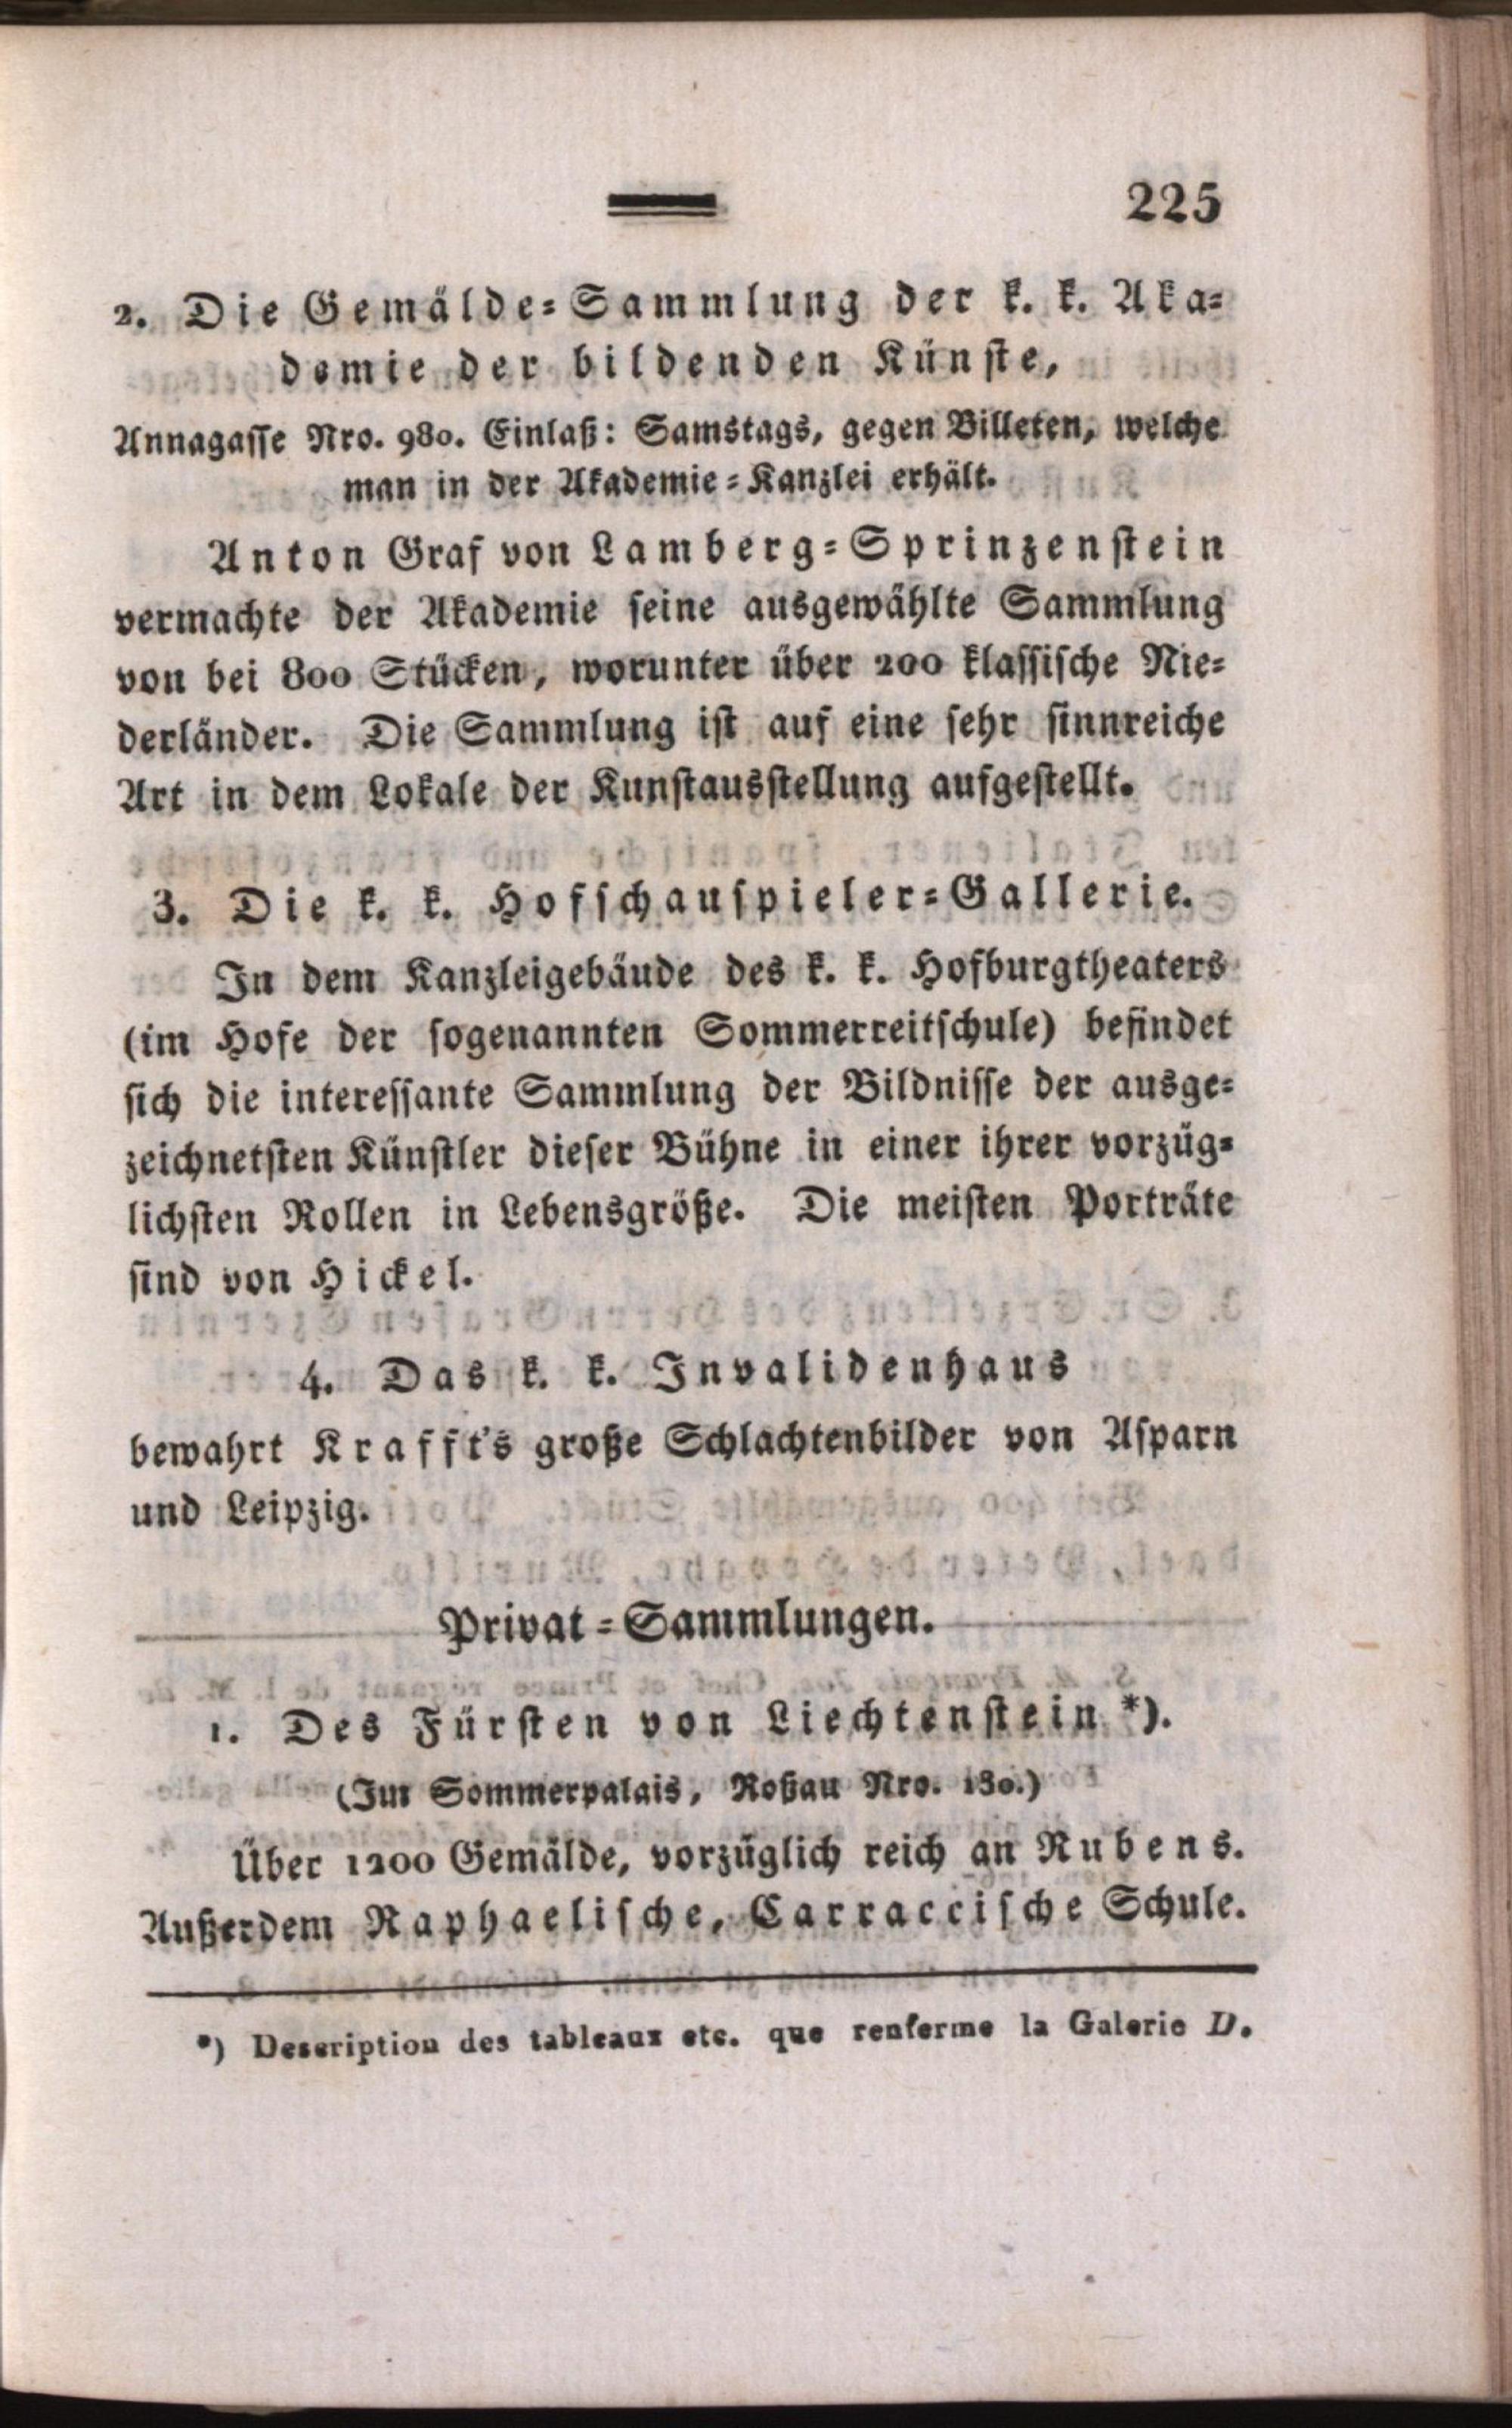 225
2. Die Gemälde-Sammlung der k. k. Aka-
demie der bildenden Künste,
Annagasse Nro. 980. Einlaß: Samstags, gegen Billeten, welche
man in der Akademie-Kanzlei erhält.
Anton Graf von Lamberg-Sprinzenstein
vermachte der Akademie seine ausgewählte Sammlung
von bei 800 Stücken, worunter über 200 klassische Nie-
derländer. Die Sammlung ist auf eine sehr sinnreiche
Art in dem Lokale der Kunstausstellung aufgestellt.
3. Die k. k. Hofschauspieler-Gallerie.
In dem Kanzleigebäude des k. k. Hofburgtheaters
(im Hofe der sogenannten Sommerreitschule) befindet
sich die interessante Sammlung der Bildnisse der ausge-
zeichnetsten Künstler dieser Bühne in einer ihrer vorzüg-
lichsten Rollen in Lebensgröße. Die meisten Porträte
sind von Hickel.
4. Das k. k. Invalidenhaus
bewahrt Krafft's große Schlachtenbilder von Asparn
und Leipzig.
Privat-Sammlungen.
1. Des Fürsten von Liechtenstein *).
(Im Sommerpalais, Roßau Nro. 130.)
Über 1200 Gemälde, vorzüglich reich an Rubens.
Außerdem Raphaelische, Carraccische Schule.
*) Description des tableaux etc. que renferme la Galerie D.